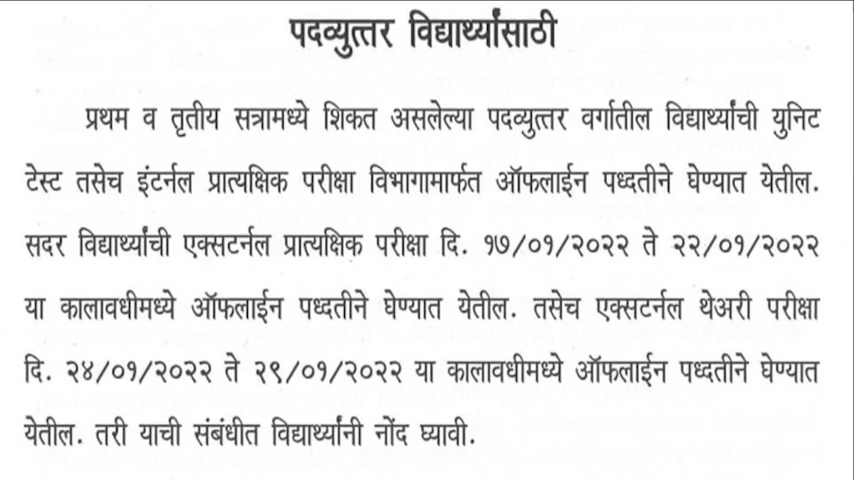 पदव्युत्तर विद्यार्थ्यांसाठी
प्रथम व तृतीय सत्रामध्ये शिकत असलेल्या पदव्युत्तर वर्गातील विद्यार्थ्यांची युनिट
टेस्ट तसेच इंटर्नल प्रात्यक्षिक परीक्षा विभागामार्फत ऑफलाईन पध्दतीने घेण्यात येतील.
सदर विद्यार्थ्यांची एक्सटर्नल प्रात्यक्षिक परीक्षा दि. १७/०१/२०२२ ते २२/०१/२०२२
या कालावधीमध्ये ऑफलाईन पध्दतीने घेण्यात येतील. तसेच एक्सटर्नल थेअरी परीक्षा
दि. २४/०१/२०२२ ते २९/०१/२०२२ या कालावधीमध्ये ऑफलाईन पध्दतीने घेण्यात
येतील. तरी याची संबंधीत विद्यार्थ्यांनी नोंद घ्यावी.